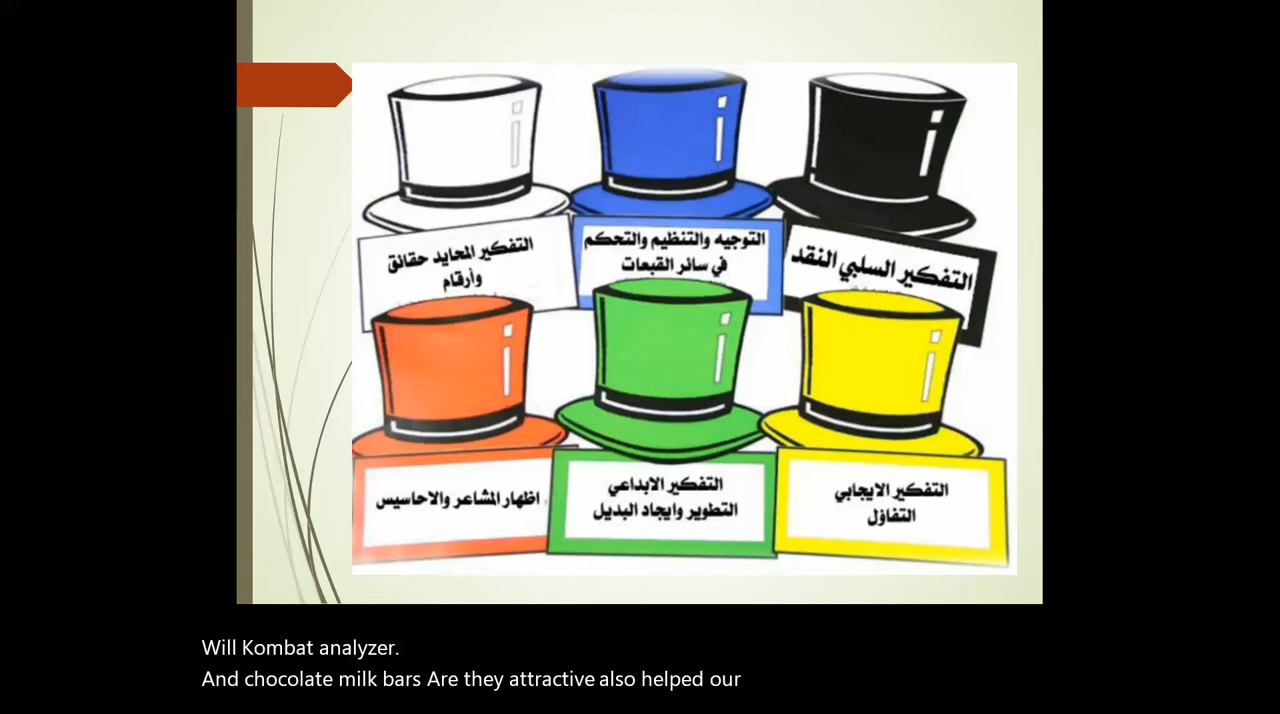 التفكير السلبي النقد
التوجيه والتنظيم والتحكم
في سائر القبعات
التفكير المحايد حقائق
وأرقام
التفكير الايجابي
التفاؤل
التفكير الابداعي
التطوير وايجاد البديل
اظهار المشاعر والاحاسيس
Will Kombat analyzer.
And chocolate milk bars Are they attractive also helped our